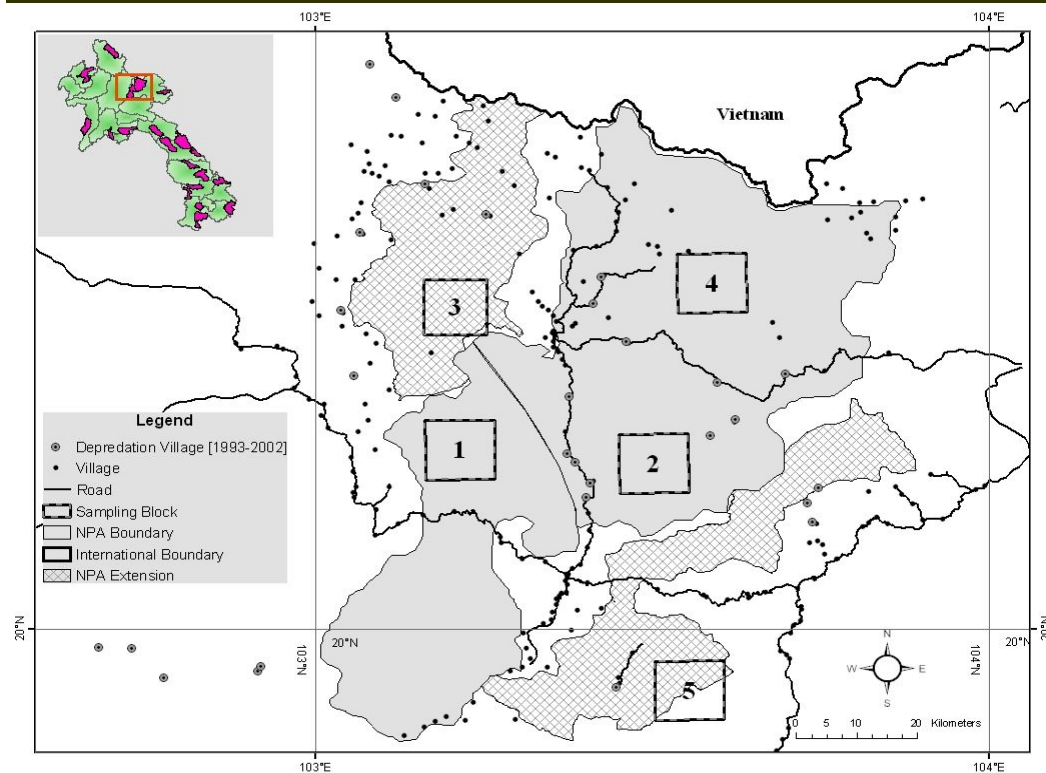 103°E
104°E
Vietnam
4
3
1
2
Legend
Depredation Village [1993-2002]
Village
Road
Sampling Block
NPA Boundary
International Boundary
NPA Extension
20°N
20°N
20°N
103°N
104°N
N
W
E
S
5
0 5 10 20 Kilometers
103°E
104°E